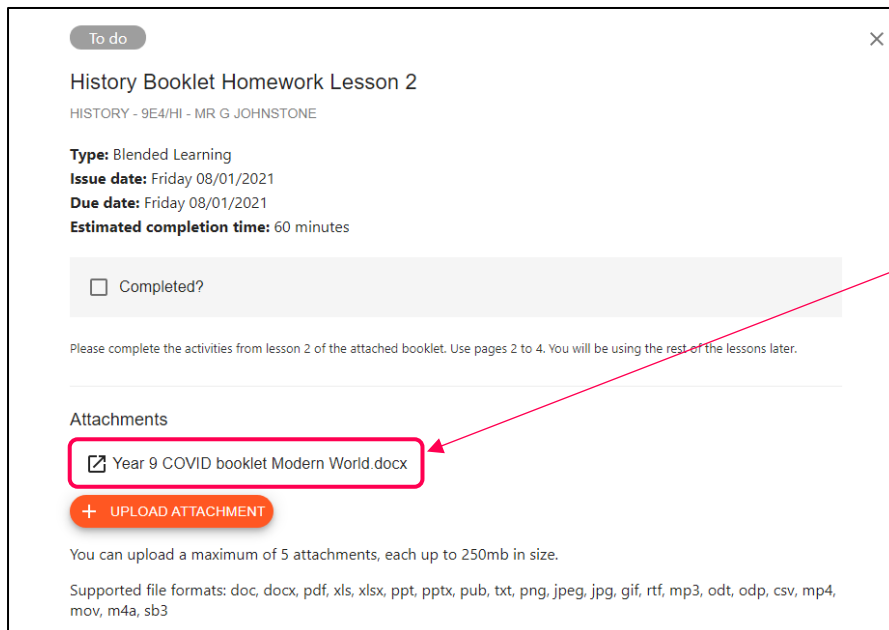 To do
History Booklet Homework Lesson 2
HISTORY - 9E4/HI - MR G JOHNSTONE
Type: Blended Learning
Issue date: Friday 08/01/2021
Due date: Friday 08/01/2021
Estimated completion time: 60 minutes
Completed?
Please complete the activities from lesson 2 of the attached booklet. Use pages 2 to 4. You will be using the rest of the lessons later.
Attachments
Year 9 COVID booklet Modern World.docx
+ UPLOAD ATTACHMENT
You can upload a maximum of 5 attachments, each up to 250mb in size.
Supported file formats: doc, docx, pdf, xls, xlsx, ppt, pptx, pub, txt, png, jpeg, jpg, gif, rtf, mp3, odt, odp, csv, mp4,
mov, m4a, sb3